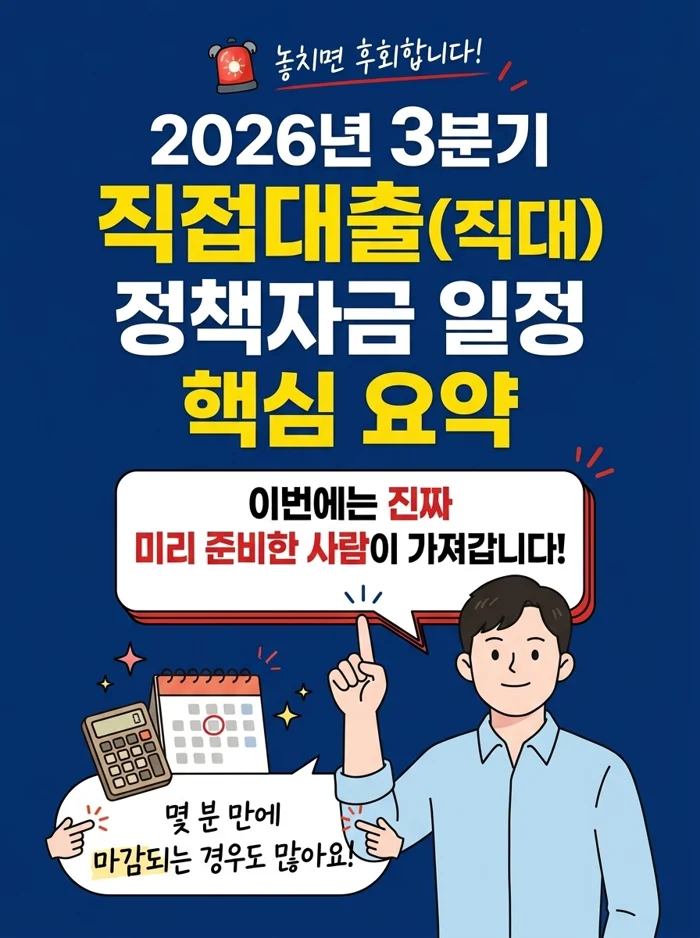 놓치면 후회합니다!
2026년 3분기
직접대출(직대)
정책자금 일정
핵심 요약
이번에는 진짜
미리 준비한 사람이 가져갑니다!
몇 분 만에
마감되는 경우도 많아요!